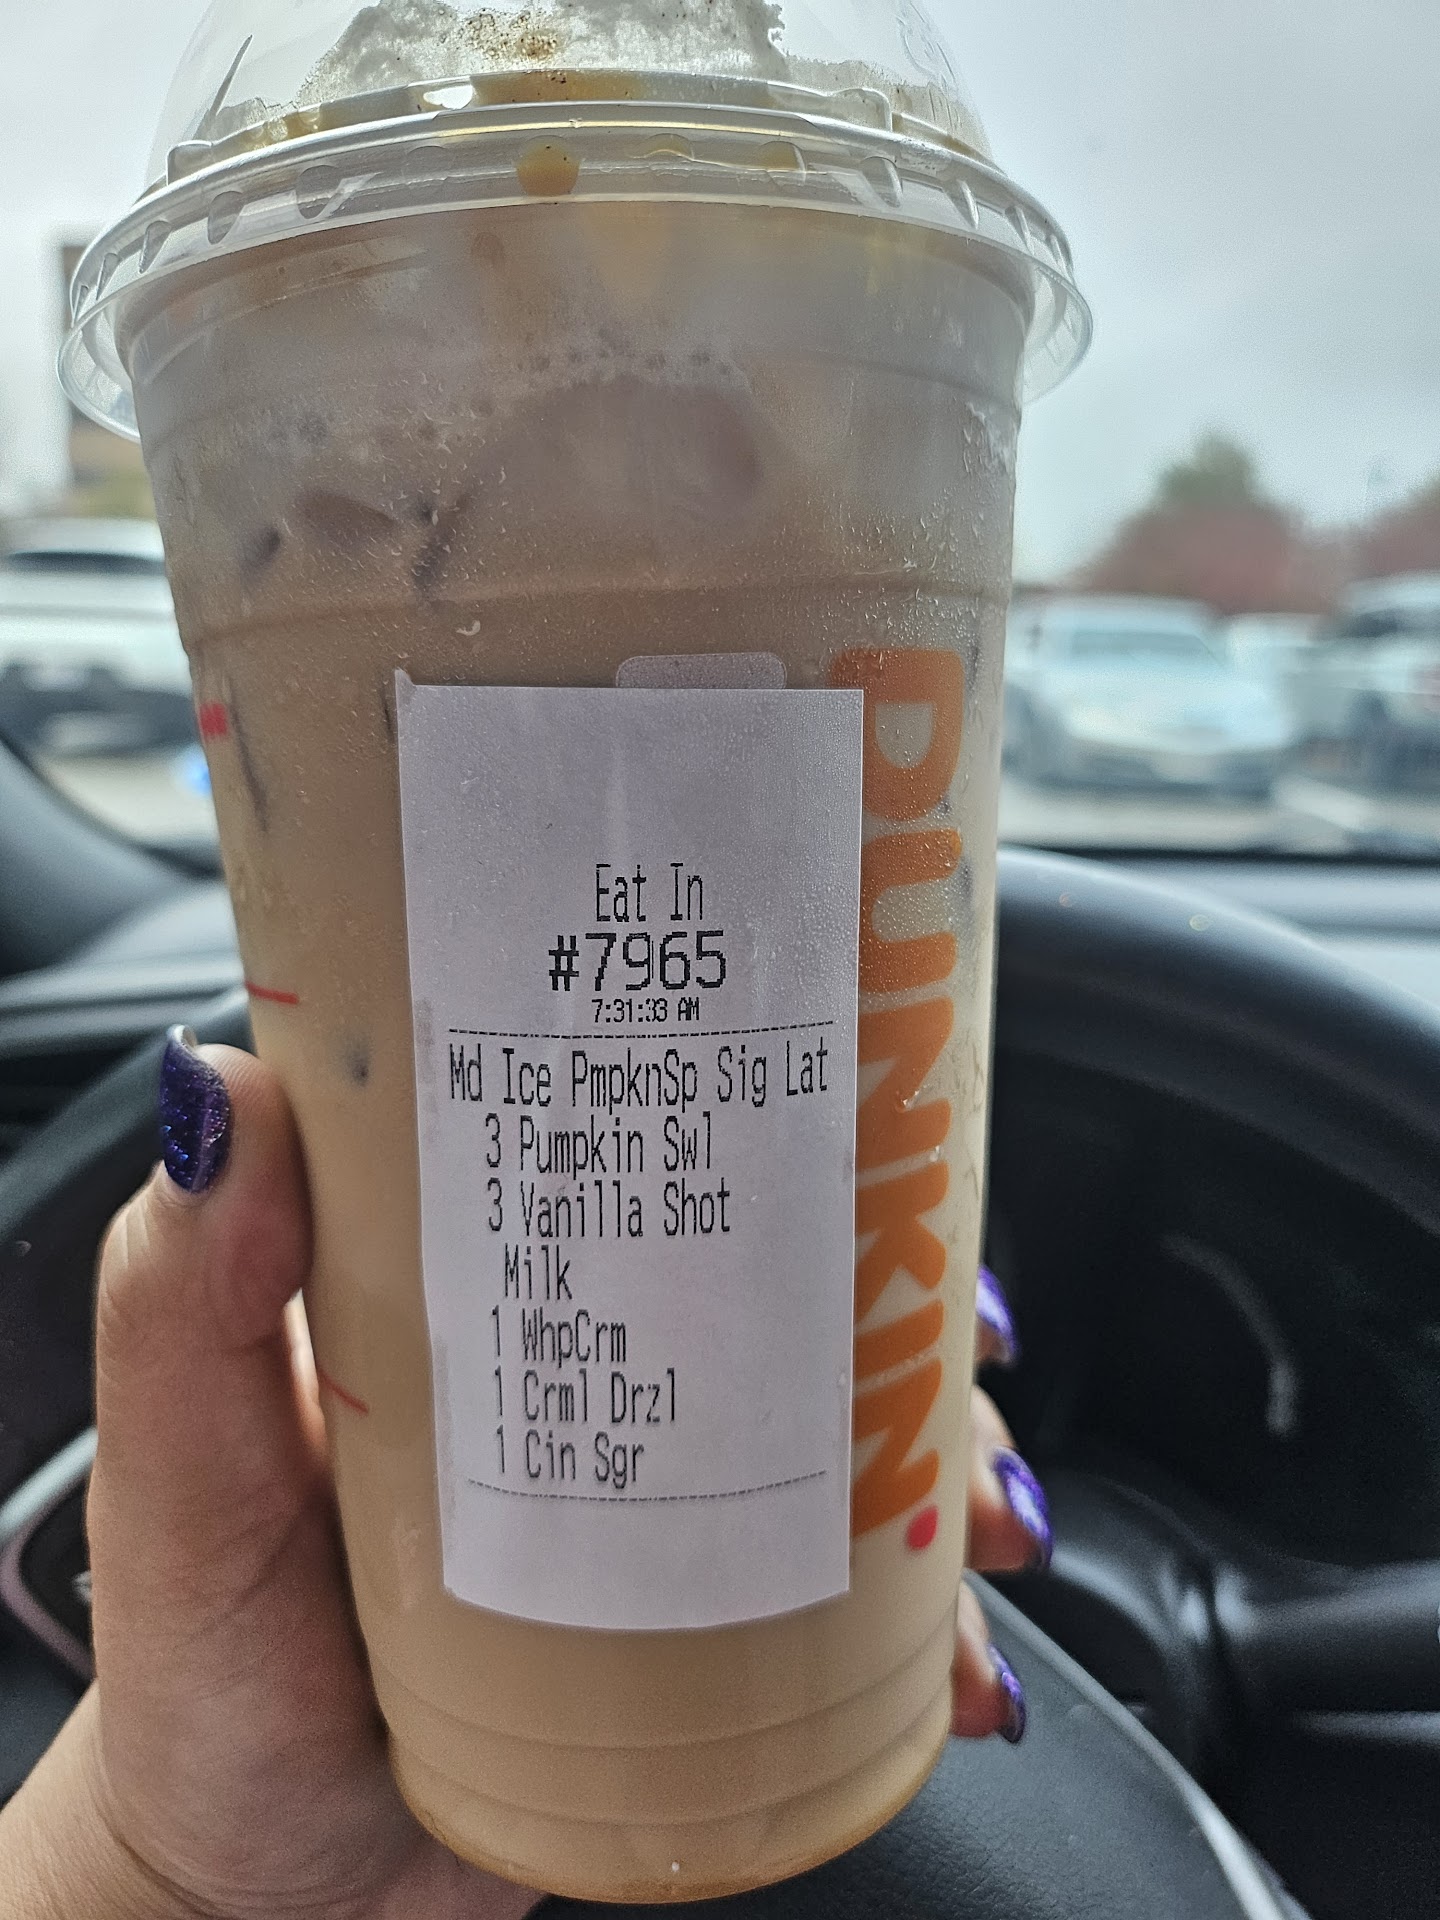 Eat In
#7965
7:31:33 AM
Md Ice PmpknSp Sig Lat
3 Pumpkin Swl
3 Vanilla Shot
Milk
1 WhpCrm
1 Crml Drzl
1 Cin Sgr
DUNKIN